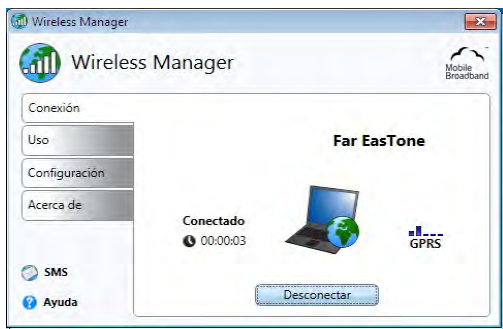 Wireless Manager
Wireless Manager
Mobile
Broadband
Conexión
Uso
Configuración
Acerca de
Far EasTone
Conectado
00:00:03
GPRS
SMS
Ayuda
Desconectar